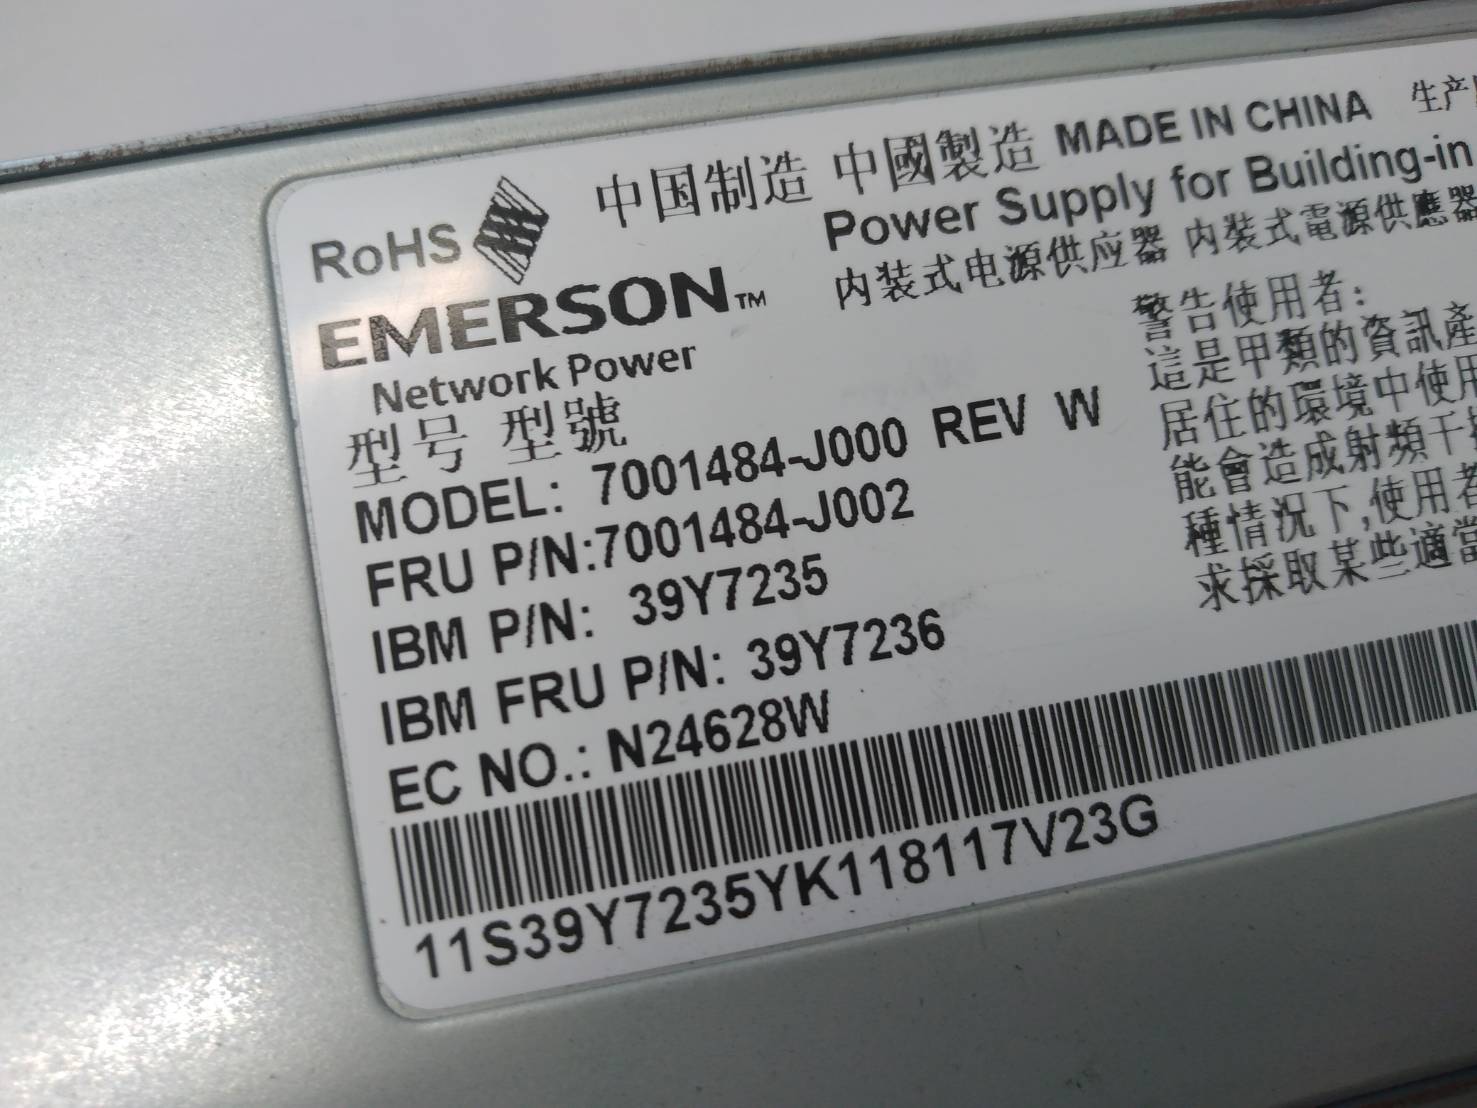 RoHS
EMERSON™
Network Power
中国制造 中國製造 MADE IN CHINA 生产
Power Supply for Building-in
内装式电源供应器 內裝式電源供應器
型号 型號
MODEL: 7001484-J000 REV W
FRU P/N:7001484-J002
IBM P/N: 39Y7235
IBM FRU P/N: 39Y7236
EC NO.: N24628W
警告使用者:
這是甲類的資訊產
居住的環境中使用
能會造成射頻干擾
種情況下,使用者
求採取某些適當
11S39Y7235YK118117V23G